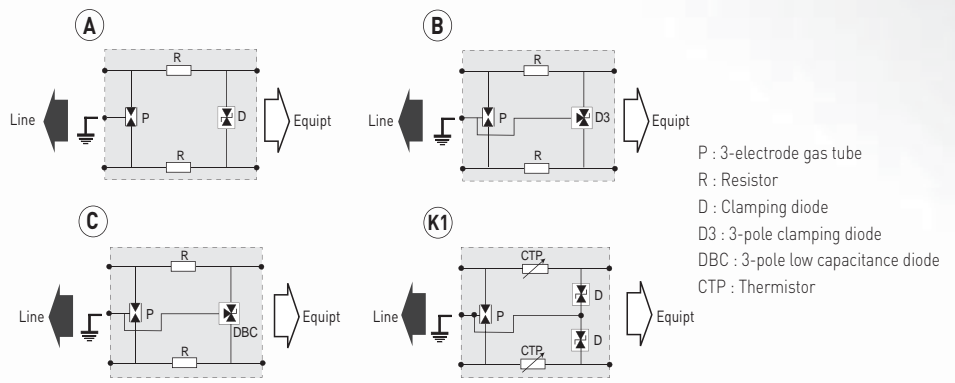 A
R
Line
P
D
Equipt
R
B
R
Line
P
D3
Equipt
R
C
R
Line
P
DBC
Equipt
R
K1
CTP
D
Line
P
Equipt
D
CTP
P : 3-electrode gas tube
R : Resistor
D : Clamping diode
D3 : 3-pole clamping diode
DBC : 3-pole low capacitance diode
CTP : Thermistor